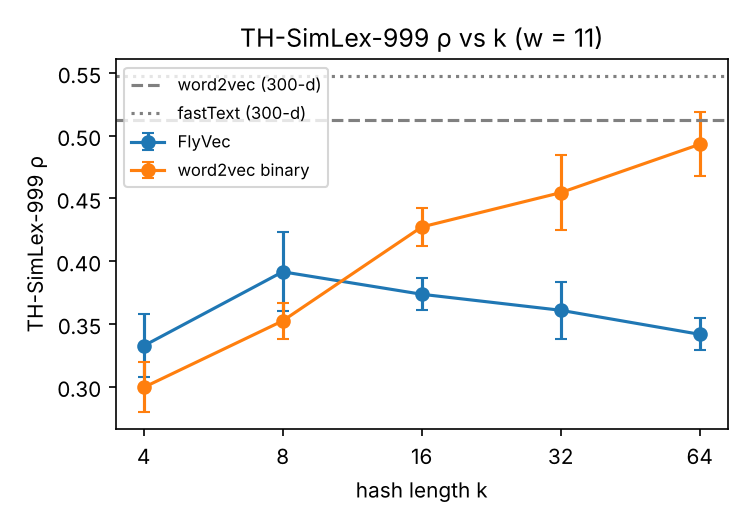 TH-SimLex-999 ρ vs k (w = 11)
TH-SimLex-999 ρ
0.55
0.50
0.45
0.40
0.35
0.30
word2vec (300-d)
fastText (300-d)
FlyVec
word2vec binary
4 8 16 32 64
hash length k